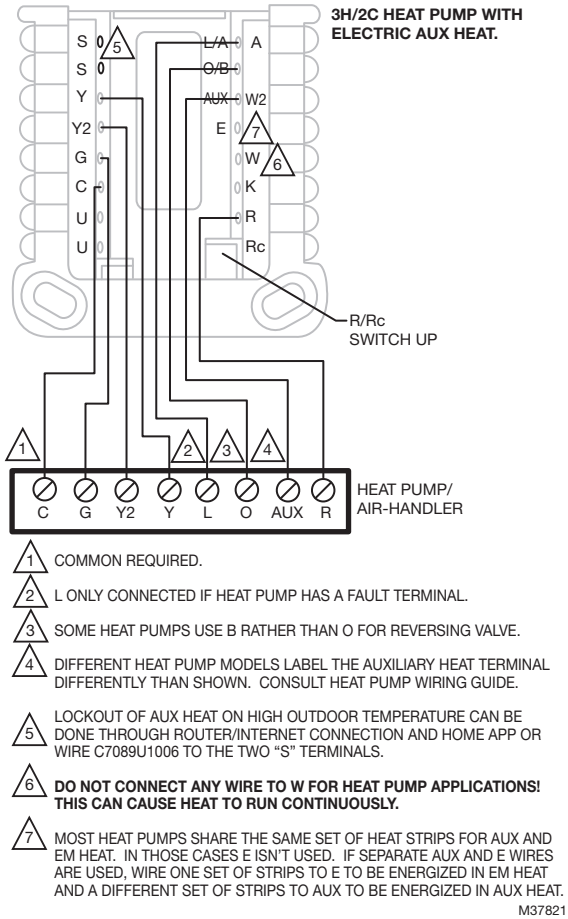 3H/2C HEAT PUMP WITH
ELECTRIC AUX HEAT.
S
5
L/A
A
S
O/B
Y
AUX
W2
Y2
E
7
G
W
6
C
K
U
R
U
Rc
R/Rc
SWITCH UP
1
2
3
4
C
G
Y2
Y
L
O
AUX
R
HEAT PUMP/
AIR-HANDLER
1 COMMON REQUIRED.
2 L ONLY CONNECTED IF HEAT PUMP HAS A FAULT TERMINAL.
3 SOME HEAT PUMPS USE B RATHER THAN O FOR REVERSING VALVE.
4 DIFFERENT HEAT PUMP MODELS LABEL THE AUXILIARY HEAT TERMINAL
DIFFERENTLY THAN SHOWN. CONSULT HEAT PUMP WIRING GUIDE.
5 LOCKOUT OF AUX HEAT ON HIGH OUTDOOR TEMPERATURE CAN BE
DONE THROUGH ROUTER/INTERNET CONNECTION AND HOME APP OR
WIRE C7089U1006 TO THE TWO “S” TERMINALS.
6 DO NOT CONNECT ANY WIRE TO W FOR HEAT PUMP APPLICATIONS!
THIS CAN CAUSE HEAT TO RUN CONTINUOUSLY.
7 MOST HEAT PUMPS SHARE THE SAME SET OF HEAT STRIPS FOR AUX AND
EM HEAT. IN THOSE CASES E ISN’T USED. IF SEPARATE AUX AND E WIRES
ARE USED, WIRE ONE SET OF STRIPS TO E TO BE ENERGIZED IN EM HEAT
AND A DIFFERENT SET OF STRIPS TO AUX TO BE ENERGIZED IN AUX HEAT.
M37821